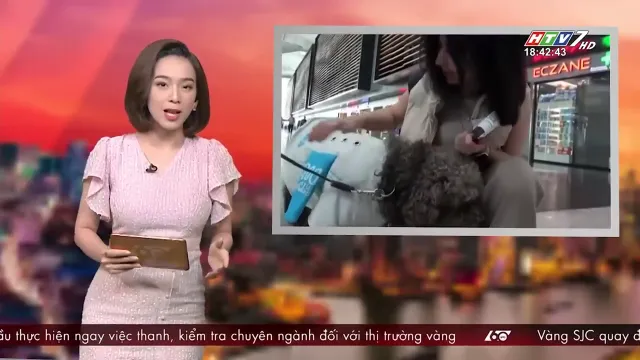 HTV7 HD
18:42:43
ECZANE
ầu thực hiện ngay việc thanh, kiểm tra chuyên ngành đối với thị trường vàng 60 Vàng SJC quay đ